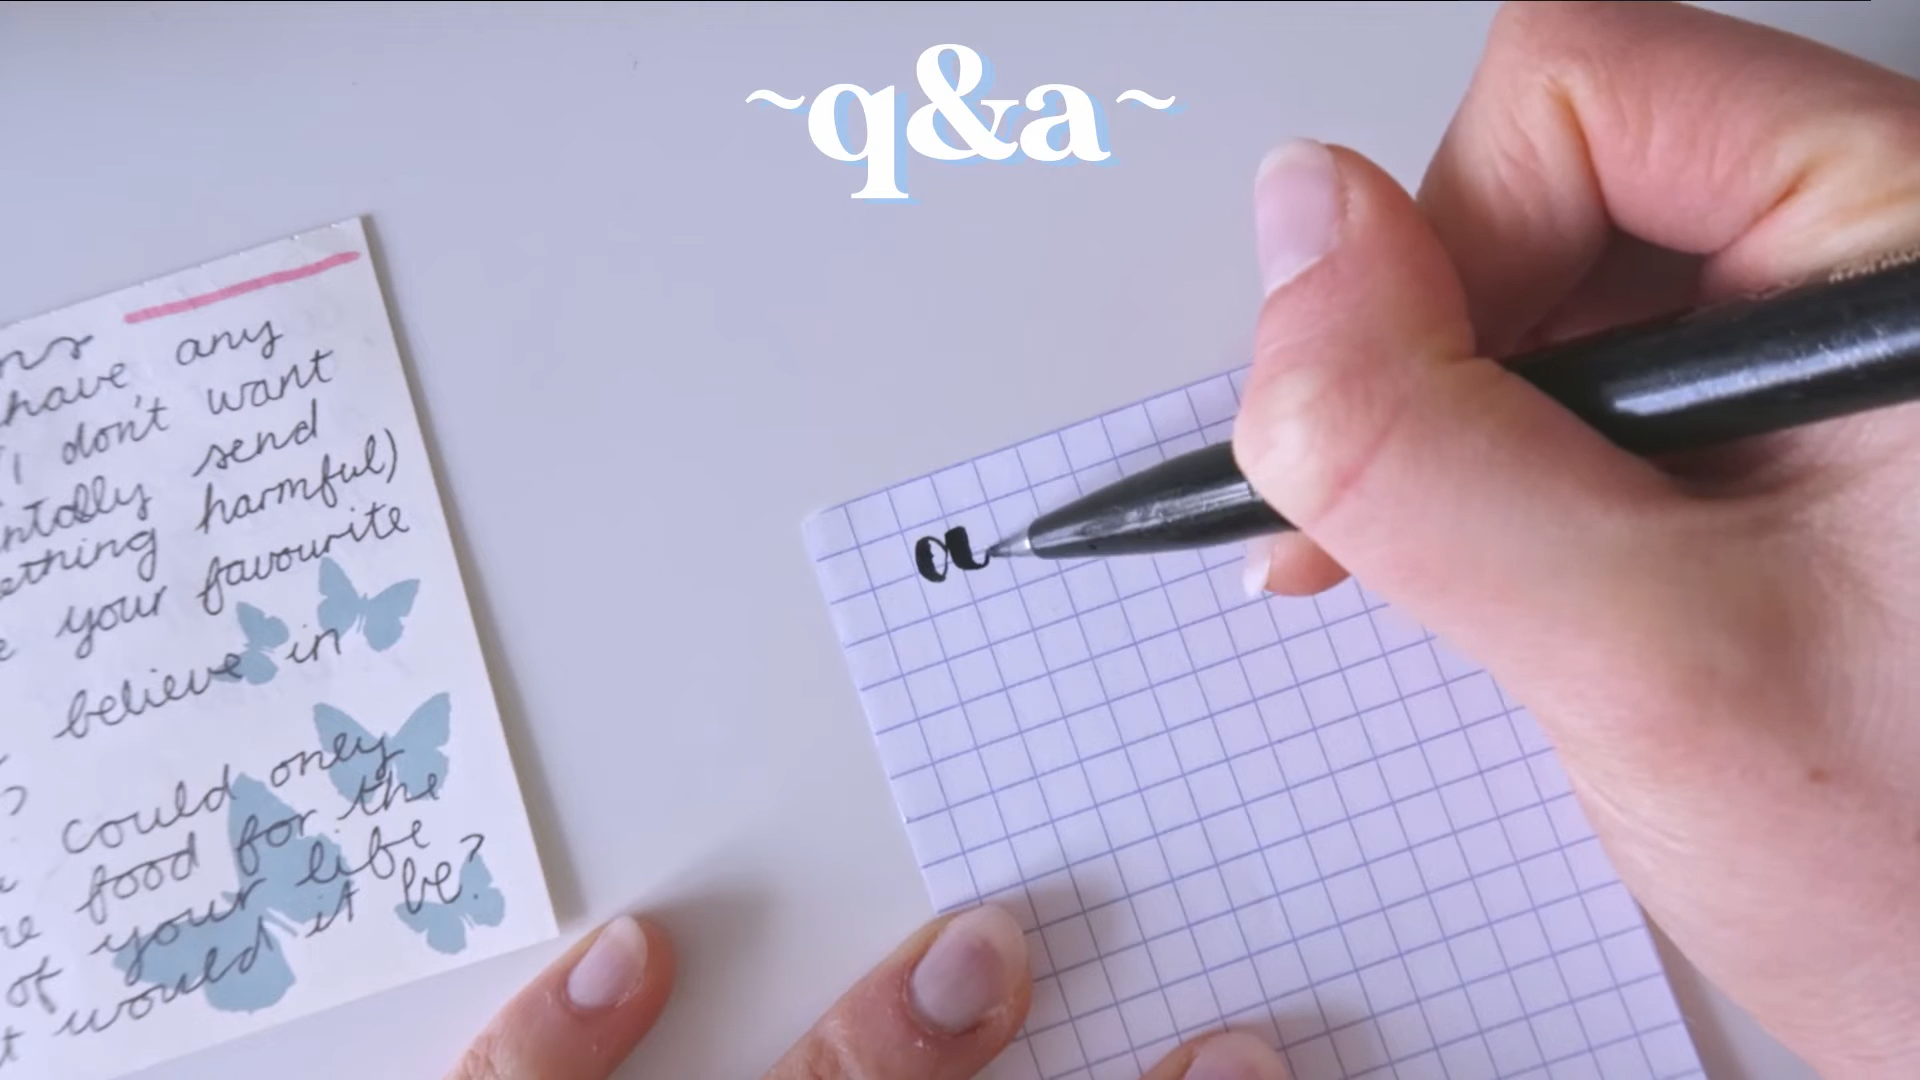 ~q&a~
have any
I don't want
send
harmful)
your favourite
believe in
?
could only
food for the
of your life
would it be?
a